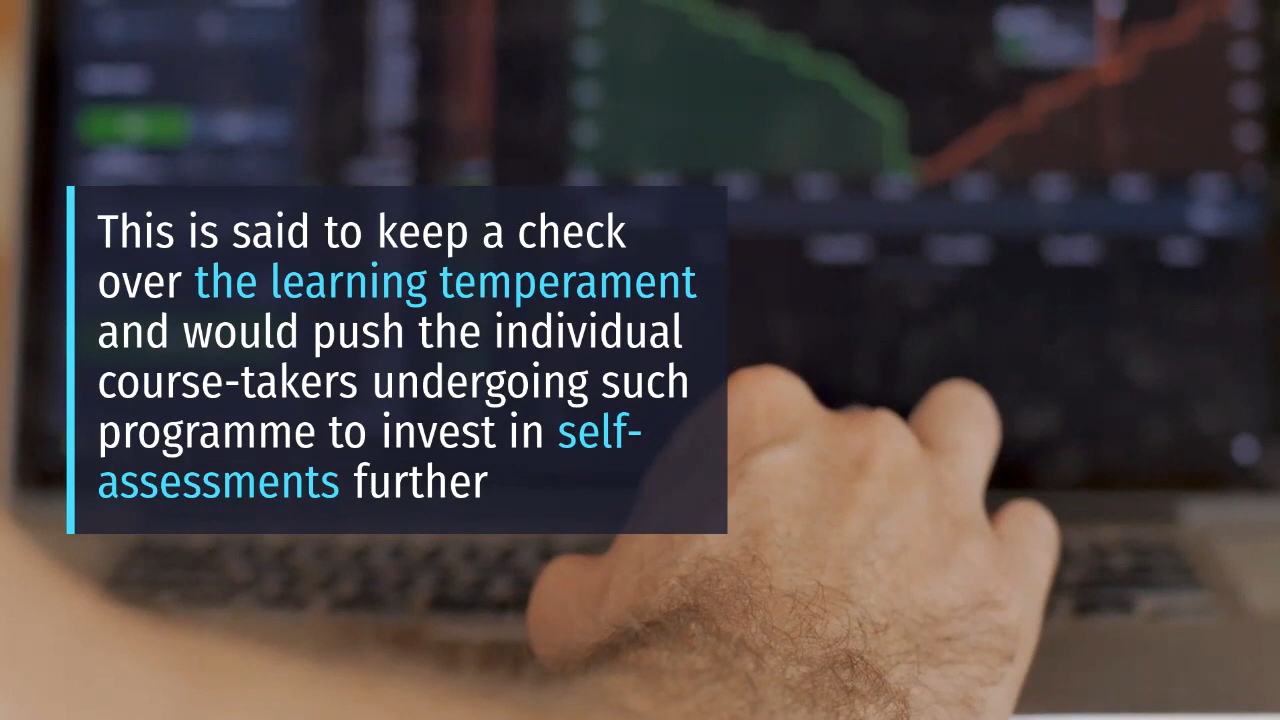 This is said to keep a check
over the learning temperament
and would push the individual
course-takers undergoing such
programme to invest in self-
assessments further